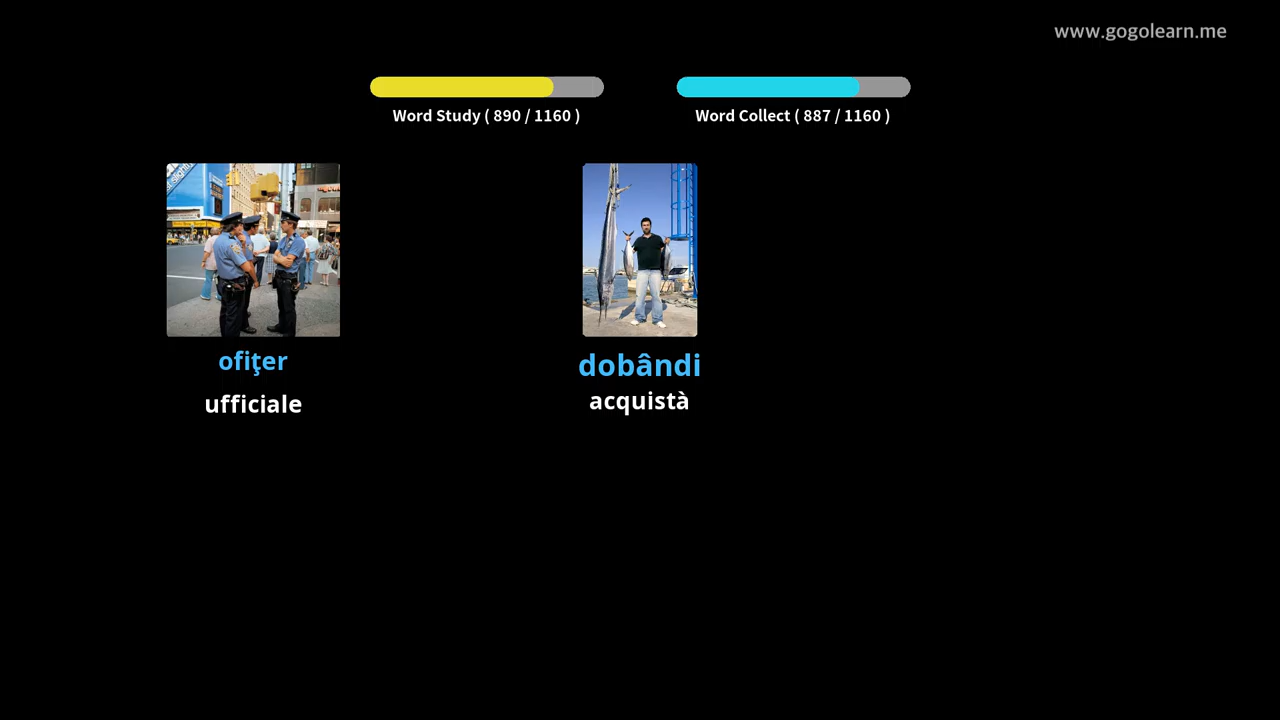 www.gogolearn.me
Word Study ( 890 / 1160 )
Word Collect ( 887 / 1160 )
ofiţer
ufficiale
dobândi
acquistà